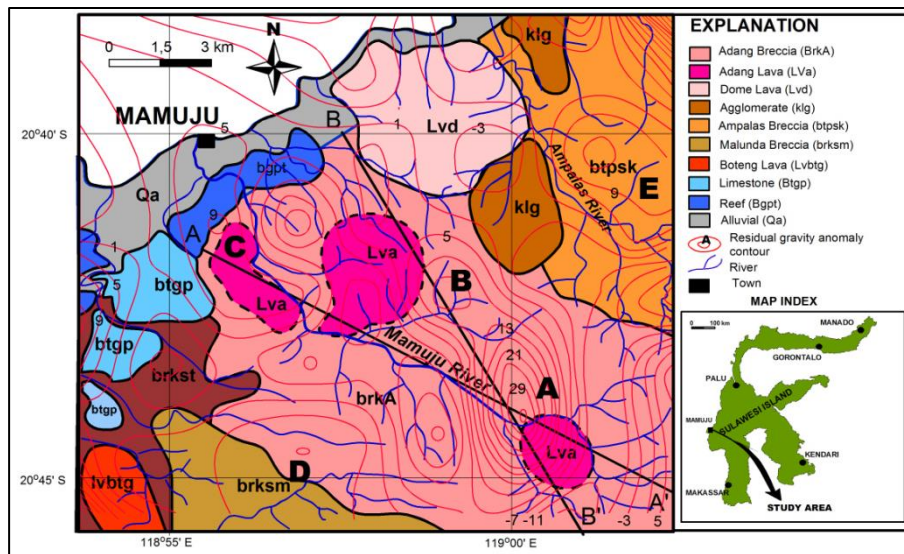 N
0 1,5 3 km
MAMUJU
20°40' S
20°45' S
118°55' E
119°00' E
klg
Lvd
1
-3
btpsk
E
9
Ampalas River
klg
5
B
bgpt
Qa
9
A
C
Lva
Lva
5
B
1
btgp
5
9
btgp
brkst
btgp
lvbtg
Mamuju River
13
21
29
A
brkA
Lva
D
brksm
-7 -11
B'
-3
5
A'
EXPLANATION
Adang Breccia (BrkA)
Adang Lava (LVa)
Dome Lava (Lvd)
Agglomerate (klg)
Ampalas Breccia (btpsk)
Malunda Breccia (brksm)
Boteng Lava (Lvbtg)
Limestone (Btgp)
Reef (Bgpt)
Alluvial (Qa)
A
Residual gravity anomaly
contour
River
Town
MAP INDEX
0 100 km
MANADO
GORONTALO
PALU
SULAWESI ISLAND
MAMUJU
KENDARI
MAKASSAR
STUDY AREA